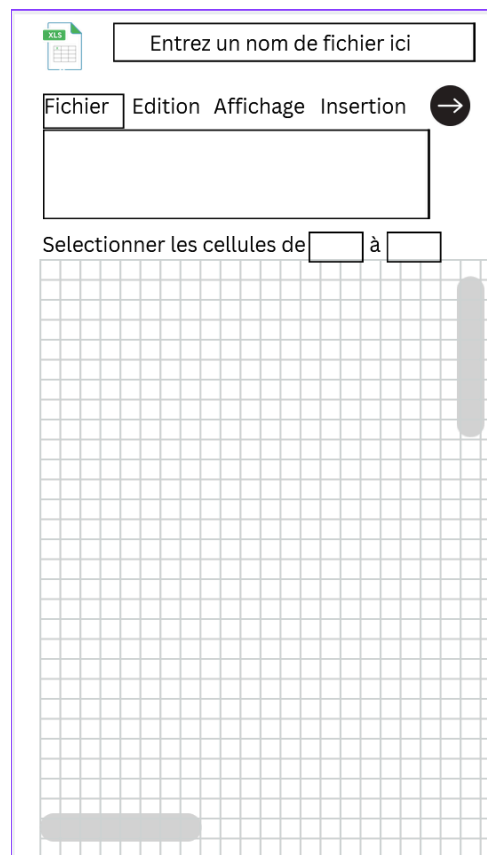 XLS
Entrez un nom de fichier ici
Fichier Edition Affichage Insertion
Selectionner les cellules de à